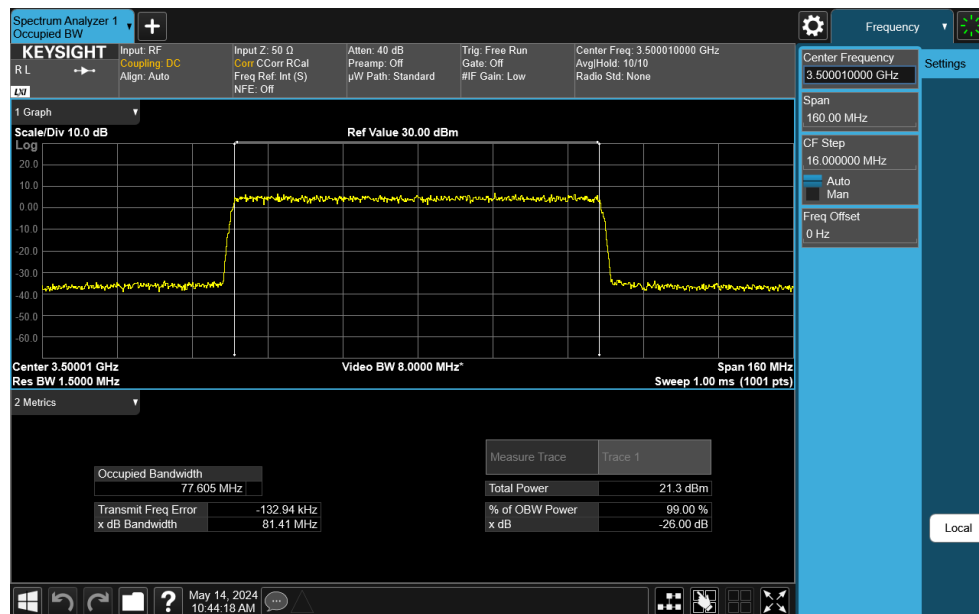 Spectrum Analyzer 1
Occupied BW
Frequency
KEYSIGHT
R L
LXI
Input: RF
Coupling: DC
Align: Auto
Input Z: 50 Ω
Corr CCorr RCal
Freq Ref: Int (S)
NFE: Off
Atten: 40 dB
Preamp: Off
µW Path: Standard
Trig: Free Run
Gate: Off
#IF Gain: Low
Center Freq: 3.500010000 GHz
Avg|Hold: 10/10
Radio Std: None
Center Frequency
3.500010000 GHz
Settings
Span
160.00 MHz
CF Step
16.000000 MHz
Auto
Man
Freq Offset
0 Hz
Local
1 Graph
Scale/Div 10.0 dB
Ref Value 30.00 dBm
Log
20.0
10.0
0.00
-10.0
-20.0
-30.0
-40.0
-50.0
-60.0
Center 3.50001 GHz
Video BW 8.0000 MHz*
Span 160 MHz
Res BW 1.5000 MHz
Sweep 1.00 ms (1001 pts)
2 Metrics
Measure Trace Trace 1
Occupied Bandwidth
77.605 MHz
Total Power 21.3 dBm
Transmit Freq Error -132.94 kHz
% of OBW Power 99.00 %
x dB Bandwidth 81.41 MHz
x dB -26.00 dB
?
May 14, 2024
10:44:18 AM